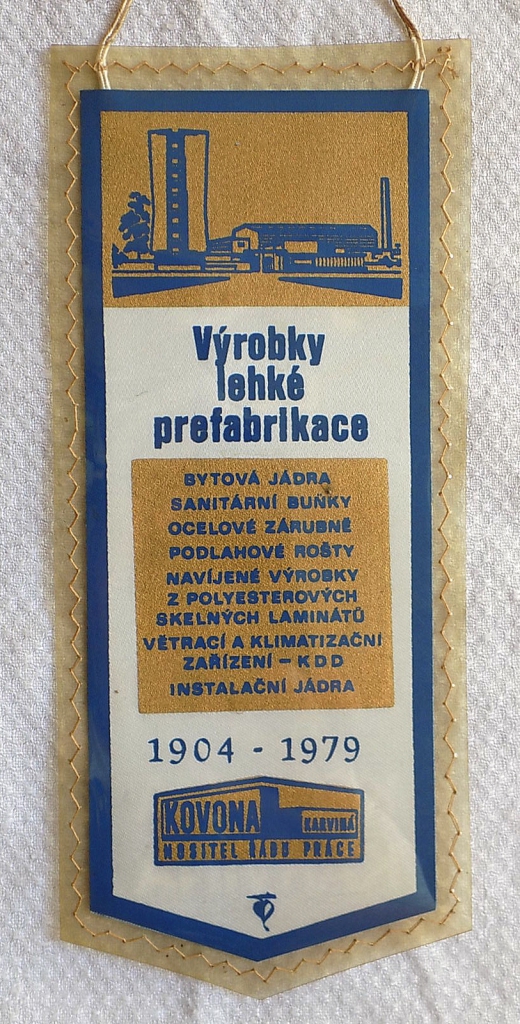 Výrobky
lehké
prefabrikace
BYTOVÁ JÁDRA
SANITÁRNÍ BUŇKY
OCELOVÉ ZÁRUBNĚ
PODLAHOVÉ ROŠTY
NAVÍJENÉ VÝROBKY
Z POLYESTEROVÝCH
SKELNÝCH LAMINÁTŮ
VĚTRACÍ A KLIMATIZAČNÍ
ZAŘÍZENÍ – KDD
INSTALAČNÍ JÁDRA
1904 - 1979
KOVONA KARVINÁ
NOSITEL ŘÁDU PRÁCE